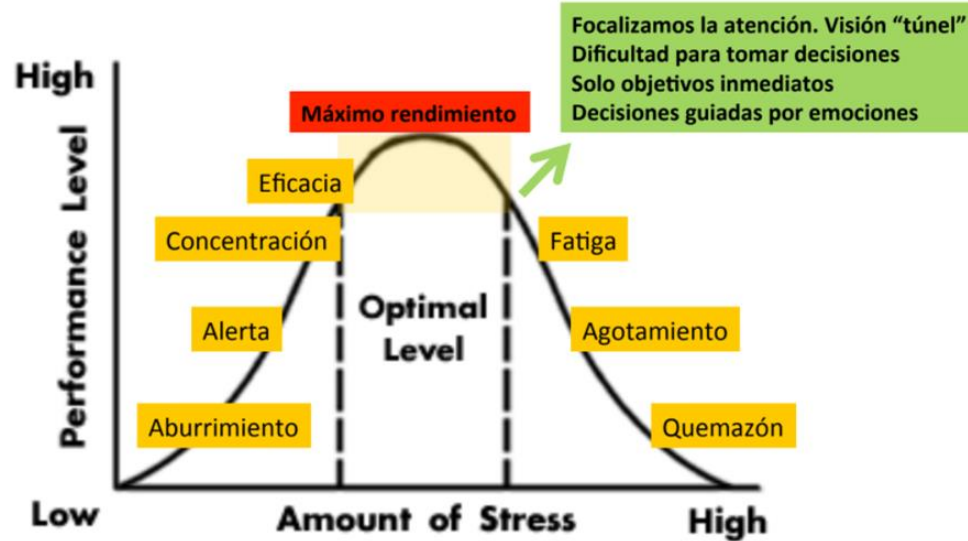 Focalizamos la atención. Visión “túnel”
Dificultad para tomar decisiones
Solo objetivos inmediatos
Decisiones guiadas por emociones
High
Máximo rendimiento
Eficacia
Concentración
Fatiga
Performance Level
Optimal
Level
Alerta
Agotamiento
Aburrimiento
Quemazón
Low
Amount of Stress
High